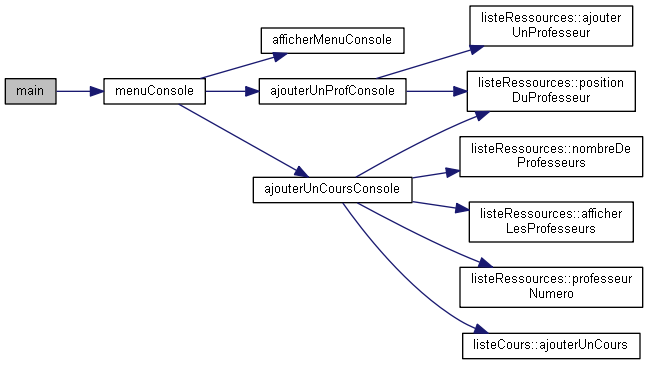 main
menuConsole
afficherMenuConsole
ajouterUnProfConsole
ajouterUnCoursConsole
listeRessources::ajouter
UnProfesseur
listeRessources::position
DuProfesseur
listeRessources::nombreDe
Professeurs
listeRessources::afficher
LesProfesseurs
listeRessources::professeur
Numero
listeCours::ajouterUnCours